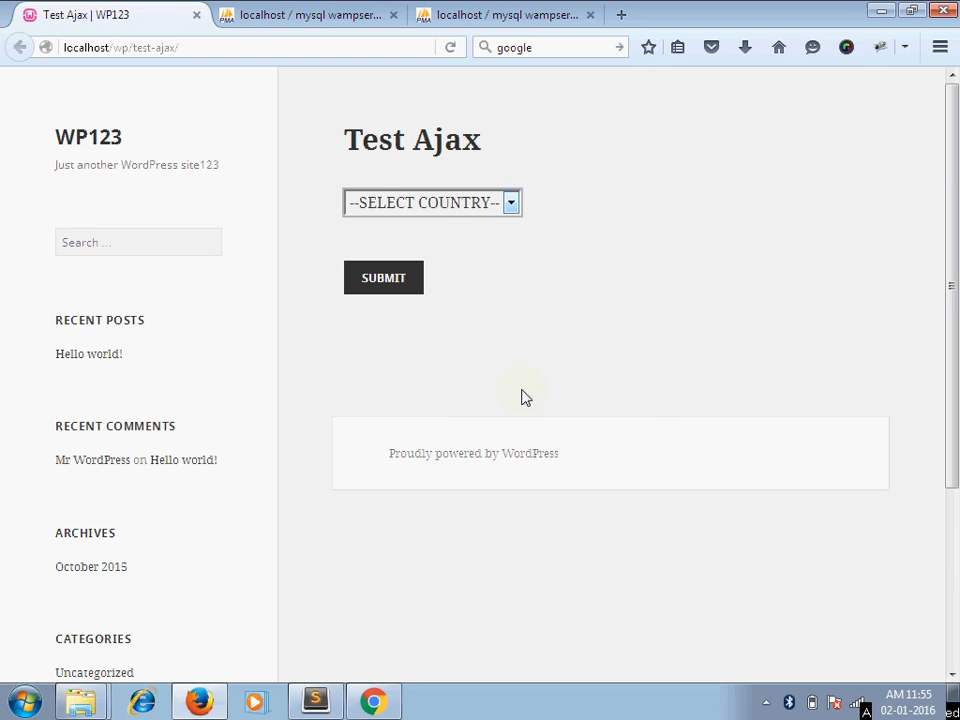 Test Ajax | WP123
localhost / mysql wampser...
localhost / mysql wampser...
localhost/wp/test-ajax/
google
WP123
Just another WordPress site123
Search ...
RECENT POSTS
Hello world!
RECENT COMMENTS
Mr WordPress on Hello world!
ARCHIVES
October 2015
CATEGORIES
Uncategorized
Test Ajax
--SELECT COUNTRY--
SUBMIT
Proudly powered by WordPress
AM 11:55
02-01-2016
A
ed